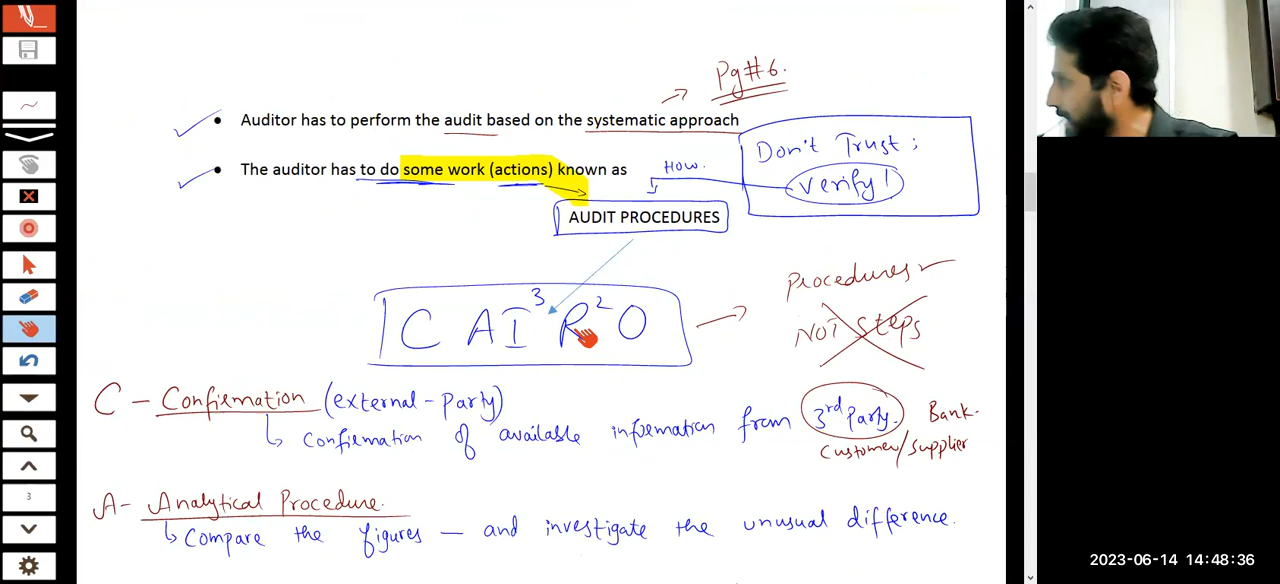 Pg#6.
• Auditor has to perform the audit based on the systematic approach
Don't Trust;
Verify!
• The auditor has to do some work (actions) known as
How.
AUDIT PROCEDURES
Procedures
NOT Steps
C AI³ R² O
C - Confirmation (external-party)
Confirmation of available information from 3rd Party. Bank.
Customer/Supplier
A- Analytical Procedure.
Compare the figures — and investigate the unusual difference.
3
2023-06-14 14:48:36